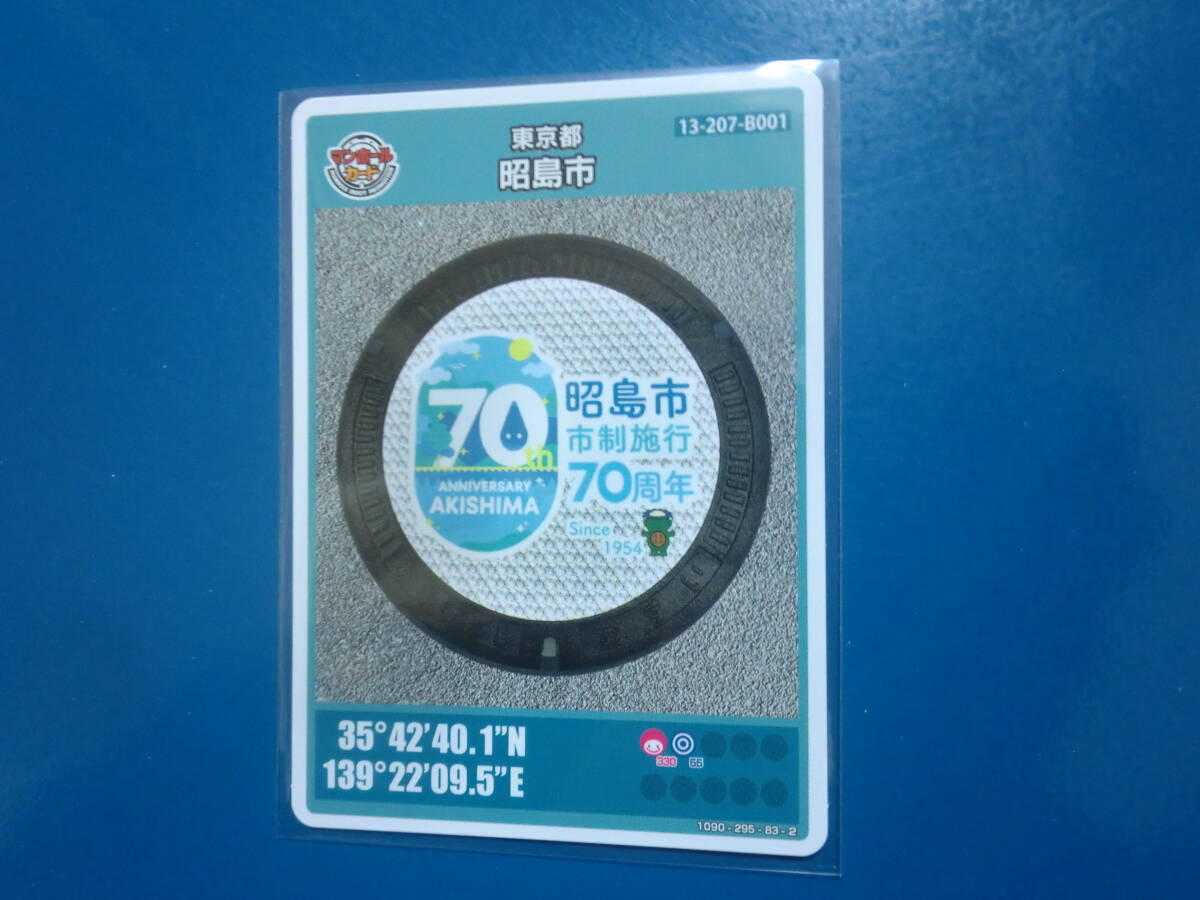 マンホール
カード
東京都
昭島市
13-207-B001
70th
ANNIVERSARY
AKISHIMA
昭島市
市制施行
70周年
Since
1954
35°42'40.1"N
139°22'09.5"E
330
55
1090-295-83-2